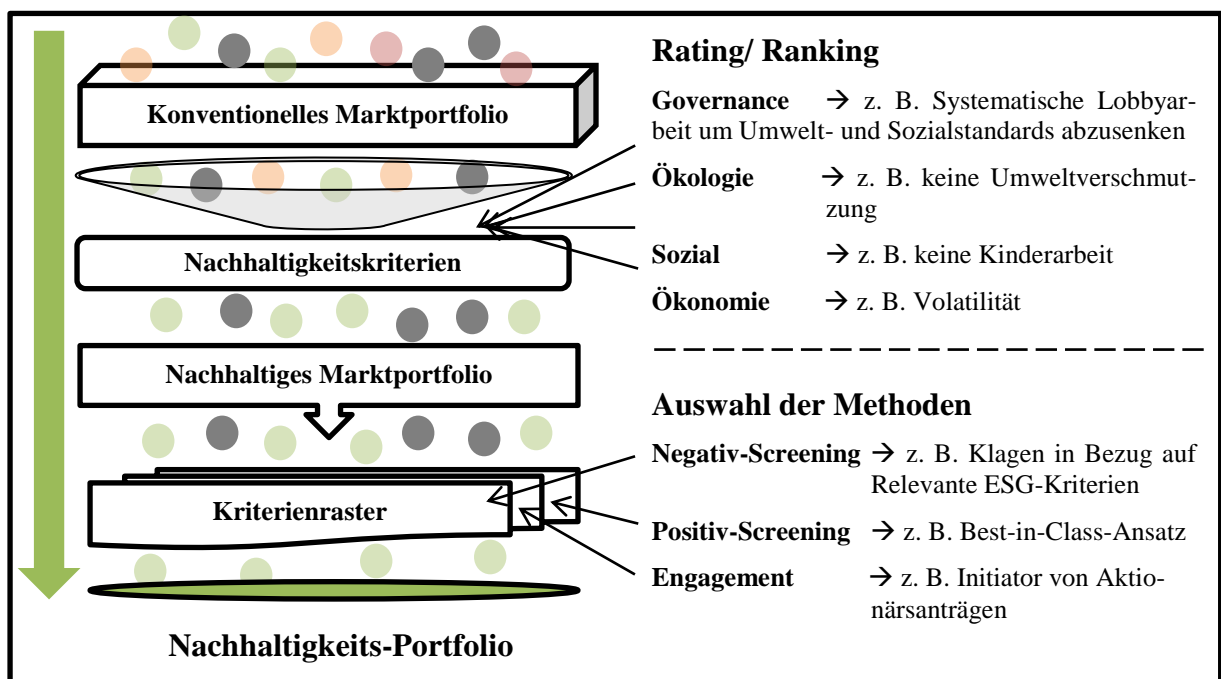 Konventionelles Marktportfolio
Nachhaltigkeitskriterien
Nachhaltiges Marktportfolio
Kriterienraster
Nachhaltigkeits-Portfolio
Rating/ Ranking
Governance → z. B. Systematische Lobbyar-
beit um Umwelt- und Sozialstandards abzusenken
Ökologie → z. B. keine Umweltverschmut-
zung
Sozial → z. B. keine Kinderarbeit
Ökonomie → z. B. Volatilität
Auswahl der Methoden
Negativ-Screening → z. B. Klagen in Bezug auf
Relevante ESG-Kriterien
Positiv-Screening → z. B. Best-in-Class-Ansatz
Engagement → z. B. Initiator von Aktio-
närsanträgen